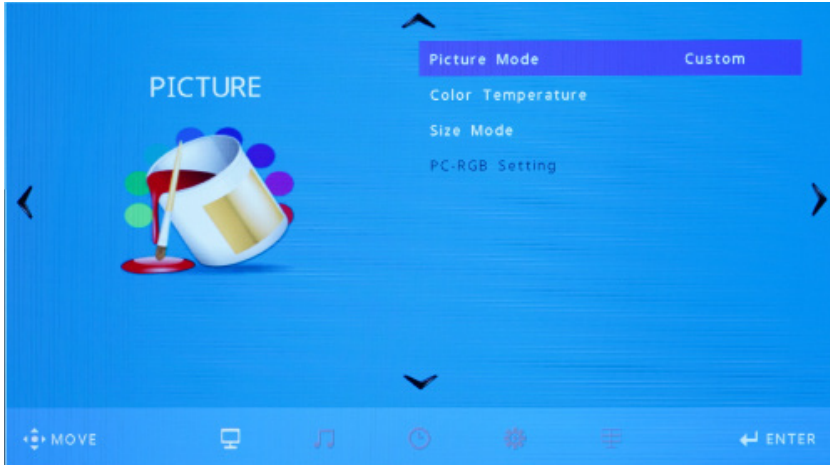 PICTURE
Picture Mode Custom
Color Temperature
Size Mode
PC-RGB Setting
MOVE
ENTER